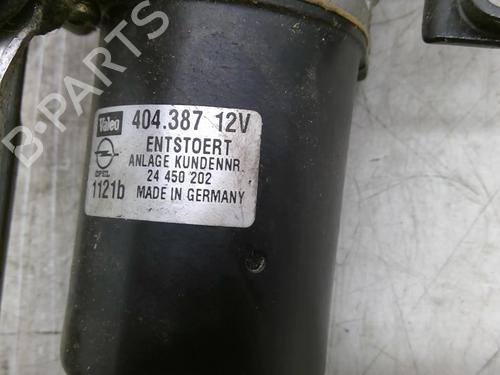 B-PARTS
Valeo 404.387 12V
ENTSTOERT
ANLAGE KUNDENNR.
OPEL 24 450 202
1121b MADE IN GERMANY